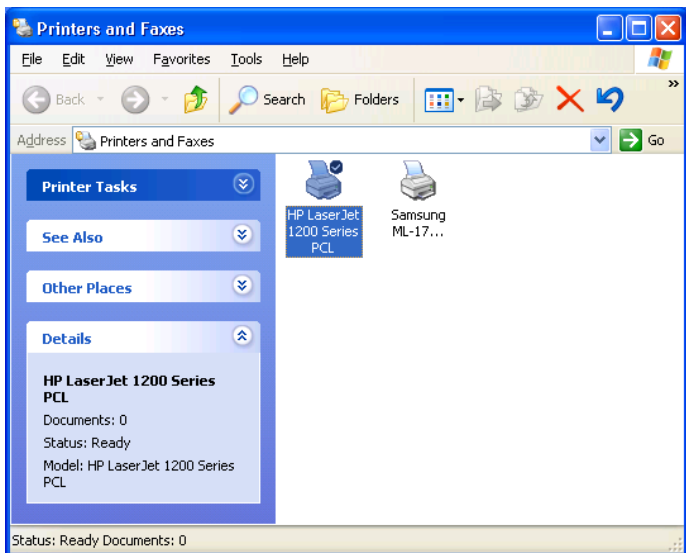 Printers and Faxes
File Edit View Favorites Tools Help
Back Search Folders »
Address Printers and Faxes Go
Printer Tasks
See Also
Other Places
Details
HP LaserJet 1200 Series
PCL
Documents: 0
Status: Ready
Model: HP LaserJet 1200 Series
PCL
HP LaserJet
1200 Series
PCL
Samsung
ML-17...
Status: Ready Documents: 0